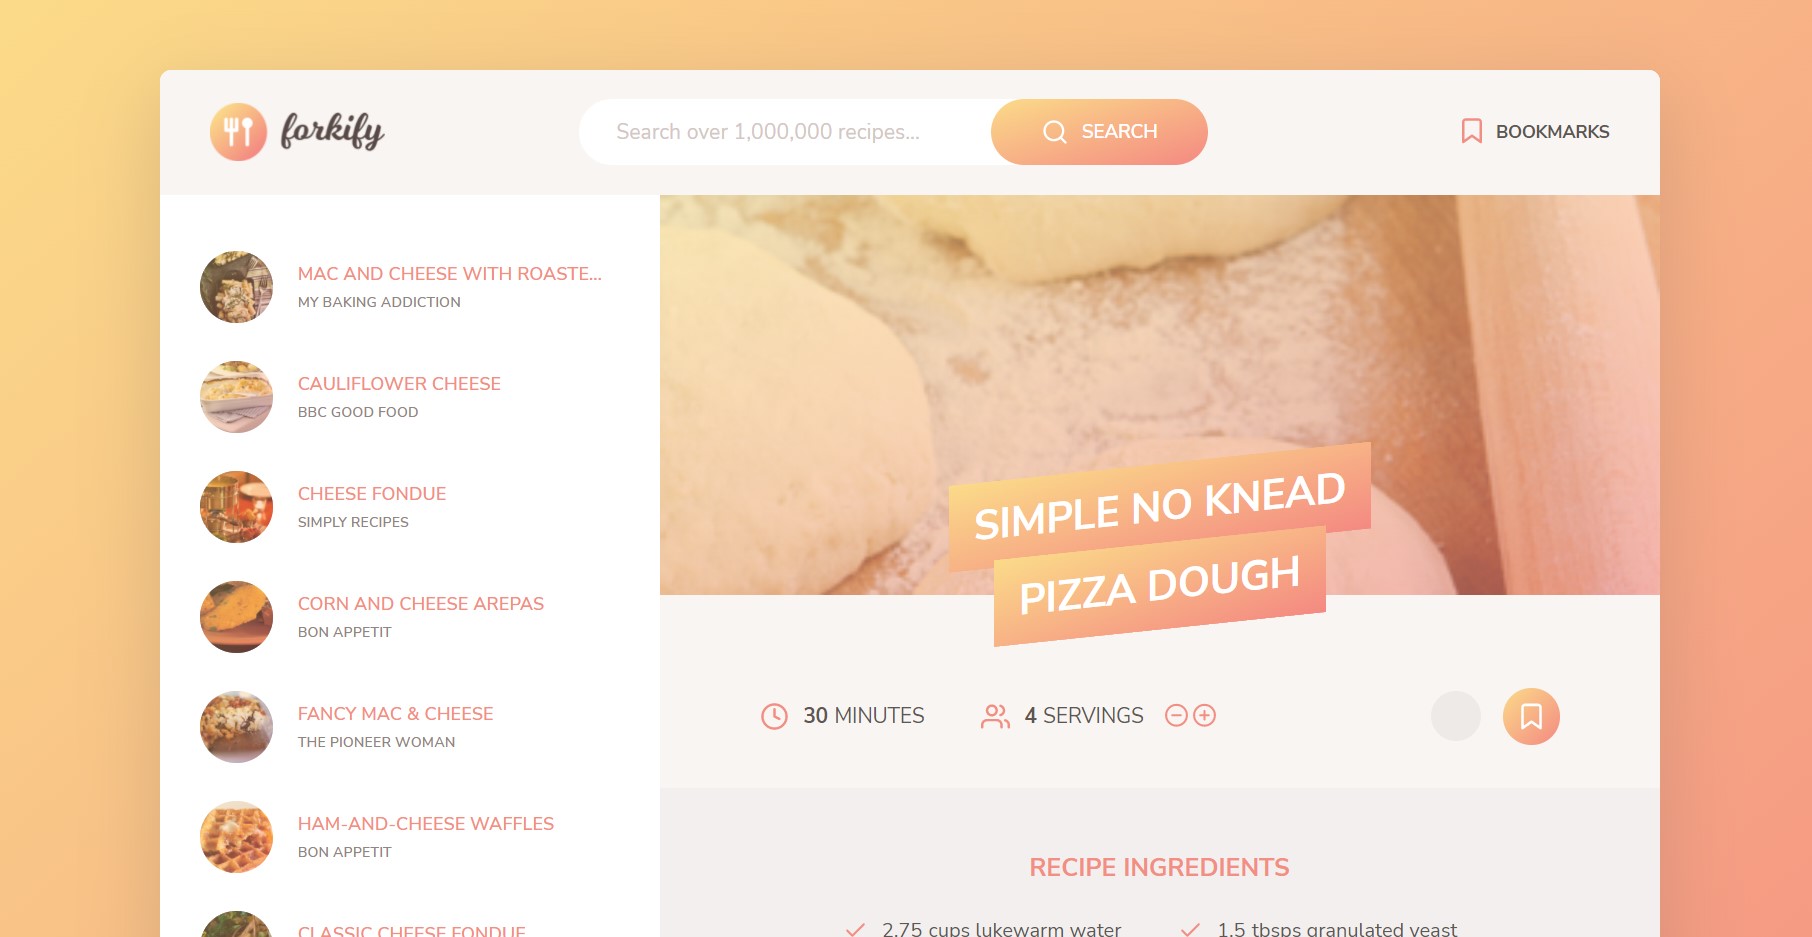 forkify
Search over 1,000,000 recipes...
SEARCH
BOOKMARKS
MAC AND CHEESE WITH ROASTE...
MY BAKING ADDICTION
CAULIFLOWER CHEESE
BBC GOOD FOOD
CHEESE FONDUE
SIMPLY RECIPES
CORN AND CHEESE AREPAS
BON APPETIT
FANCY MAC & CHEESE
THE PIONEER WOMAN
HAM-AND-CHEESE WAFFLES
BON APPETIT
CLASSIC CHEESE FONDUE
SIMPLE NO KNEAD
PIZZA DOUGH
30 MINUTES
4 SERVINGS
RECIPE INGREDIENTS
2.75 cups lukewarm water
1.5 tbsps granulated yeast